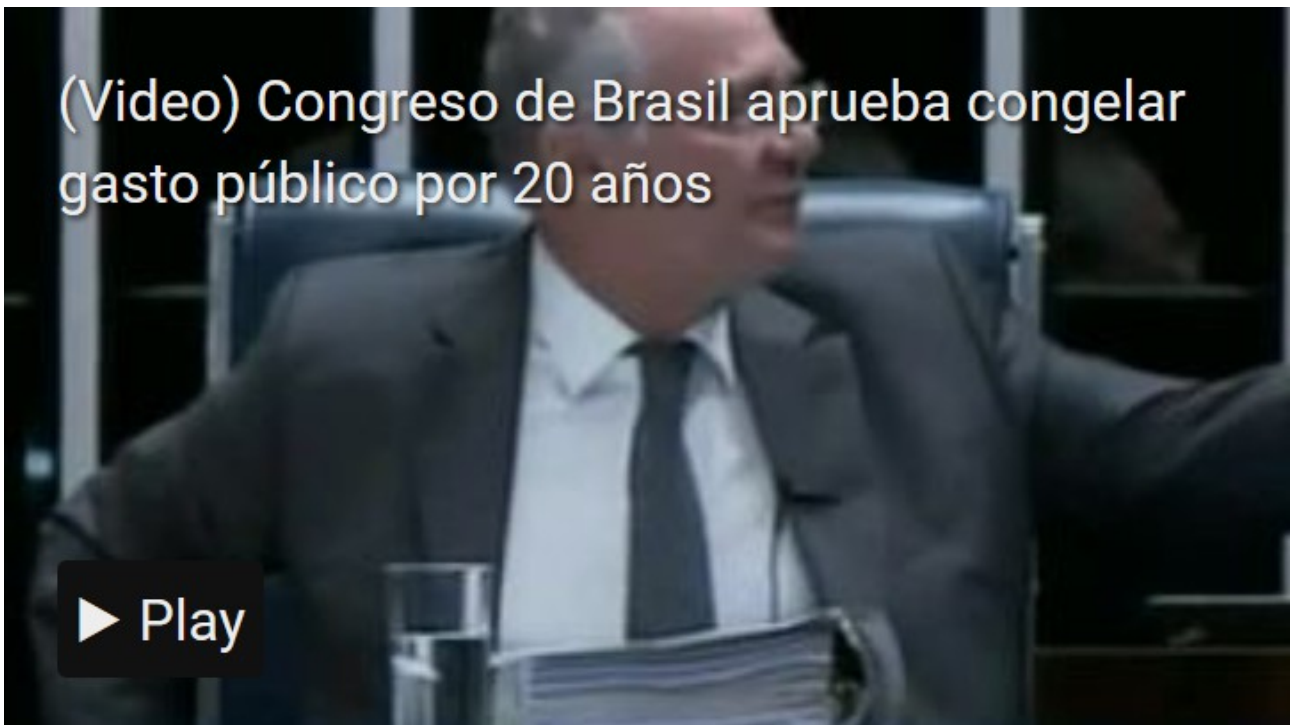 (Video) Congreso de Brasil aprueba congelar
gasto público por 20 años
Play